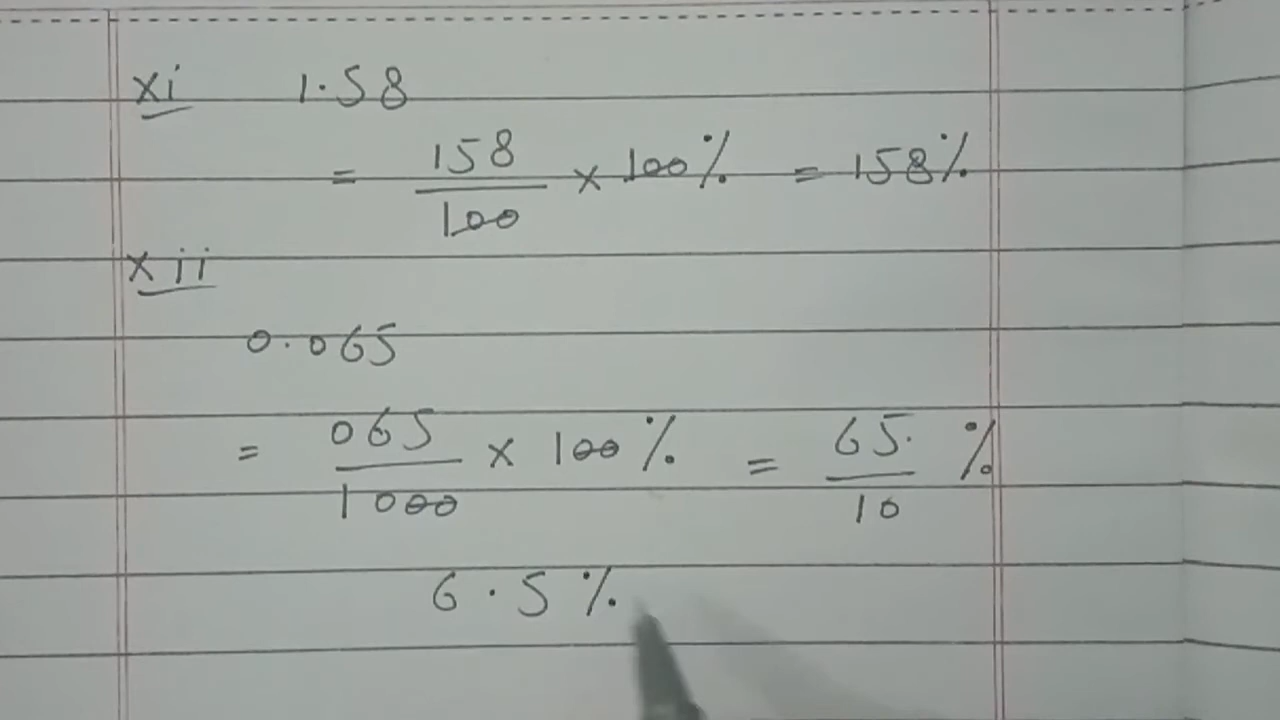 xi 1.58
= 158/100 × 100% = 158%
xii
0.065
= 065/1000 × 100% = 65./10 %
6.5%